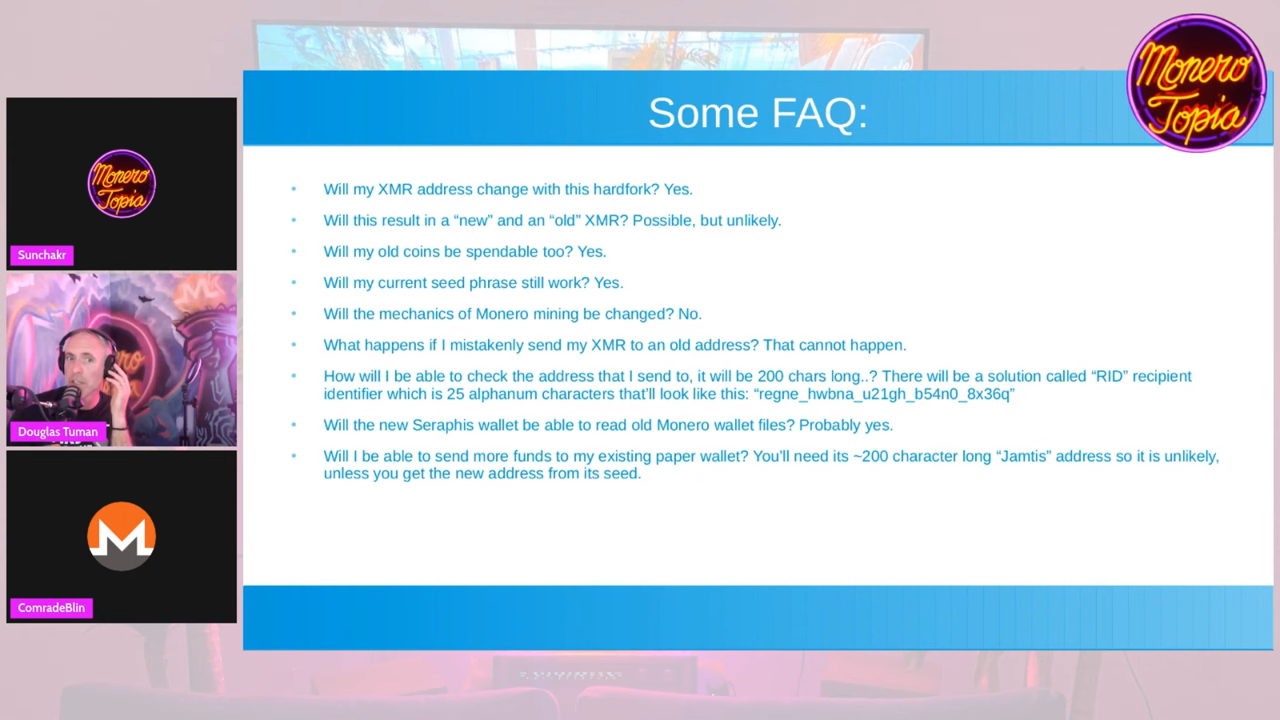 Some FAQ:
Monero
Topia
Will my XMR address change with this hardfork? Yes.
Will this result in a “new” and an “old” XMR? Possible, but unlikely.
Will my old coins be spendable too? Yes.
Will my current seed phrase still work? Yes.
Will the mechanics of Monero mining be changed? No.
What happens if I mistakenly send my XMR to an old address? That cannot happen.
How will I be able to check the address that I send to, it will be 200 chars long..? There will be a solution called “RID” recipient
identifier which is 25 alphanum characters that’ll look like this: “regne_hwbna_u21gh_b54n0_8x36q”
Will the new Seraphis wallet be able to read old Monero wallet files? Probably yes.
Will I be able to send more funds to my existing paper wallet? You’ll need its ~200 character long “Jamtis” address so it is unlikely,
unless you get the new address from its seed.
Monero
Topia
Sunchakr
Douglas Tuman
ComradeBlin